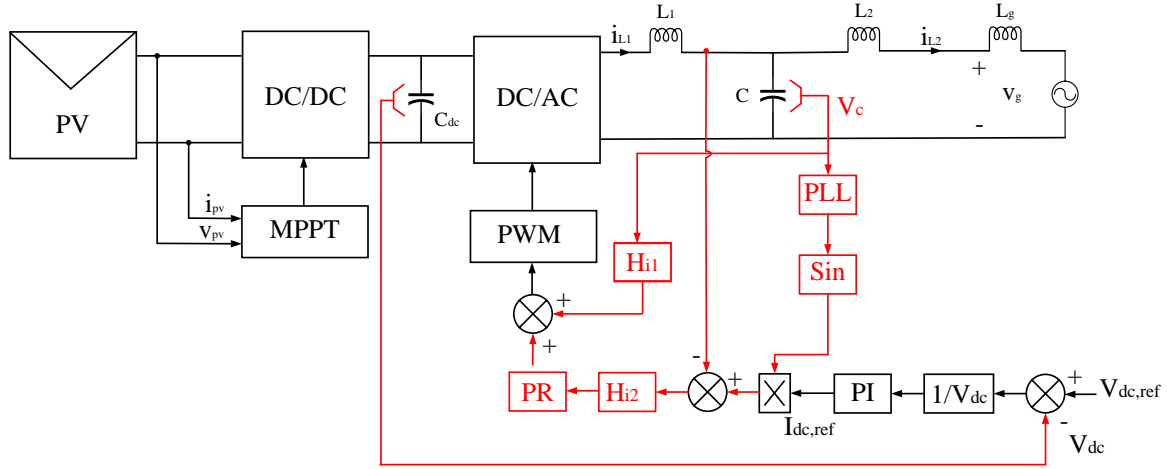 L1
L2
Lg
iL1
iL2
PV
DC/DC
Cdc
DC/AC
C
Vc
+
vg
-
PLL
ipv
vpv
MPPT
PWM
Hi1
Sin
+
+
-
+
PR
Hi2
X
Idc,ref
PI
1/Vdc
+
Vdc,ref
-
Vdc